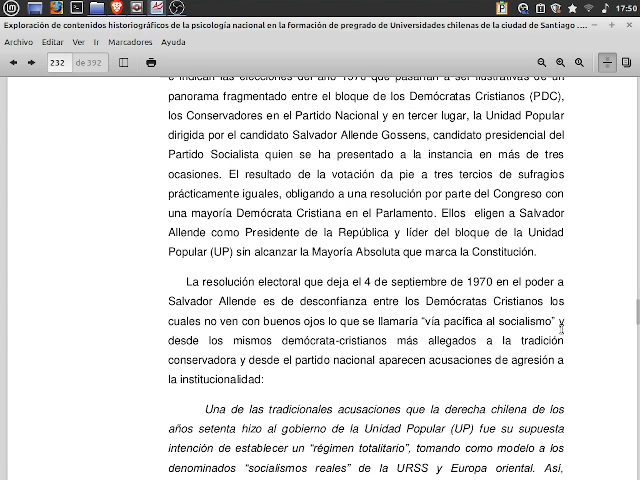 17:50
Exploración de contenidos historiográficos de la psicología nacional en la formación de pregrado de Universidades chilenas de la ciudad de Santiago ....
Archivo Editar Ver Ir Marcadores Ayuda
232 de 392
e indican las elecciones del año 1970 que pasarían a ser ilustrativas de un
panorama fragmentado entre el bloque de los Demócratas Cristianos (PDC),
los Conservadores en el Partido Nacional y en tercer lugar, la Unidad Popular
dirigida por el candidato Salvador Allende Gossens, candidato presidencial del
Partido Socialista quien se ha presentado a la instancia en más de tres
ocasiones. El resultado de la votación da pie a tres tercios de sufragios
prácticamente iguales, obligando a una resolución por parte del Congreso con
una mayoría Demócrata Cristiana en el Parlamento. Ellos eligen a Salvador
Allende como Presidente de la República y líder del bloque de la Unidad
Popular (UP) sin alcanzar la Mayoría Absoluta que marca la Constitución.
La resolución electoral que deja el 4 de septiembre de 1970 en el poder a
Salvador Allende es de desconfianza entre los Demócratas Cristianos los
cuales no ven con buenos ojos lo que se llamaría “vía pacífica al socialismo” y
desde los mismos demócrata-cristianos más allegados a la tradición
conservadora y desde el partido nacional aparecen acusaciones de agresión a
la institucionalidad:
Una de las tradicionales acusaciones que la derecha chilena de los
años setenta hizo al gobierno de la Unidad Popular (UP) fue su supuesta
intención de establecer un “régimen totalitario”, tomando como modelo a los
denominados “socialismos reales” de la URSS y Europa oriental. Así,